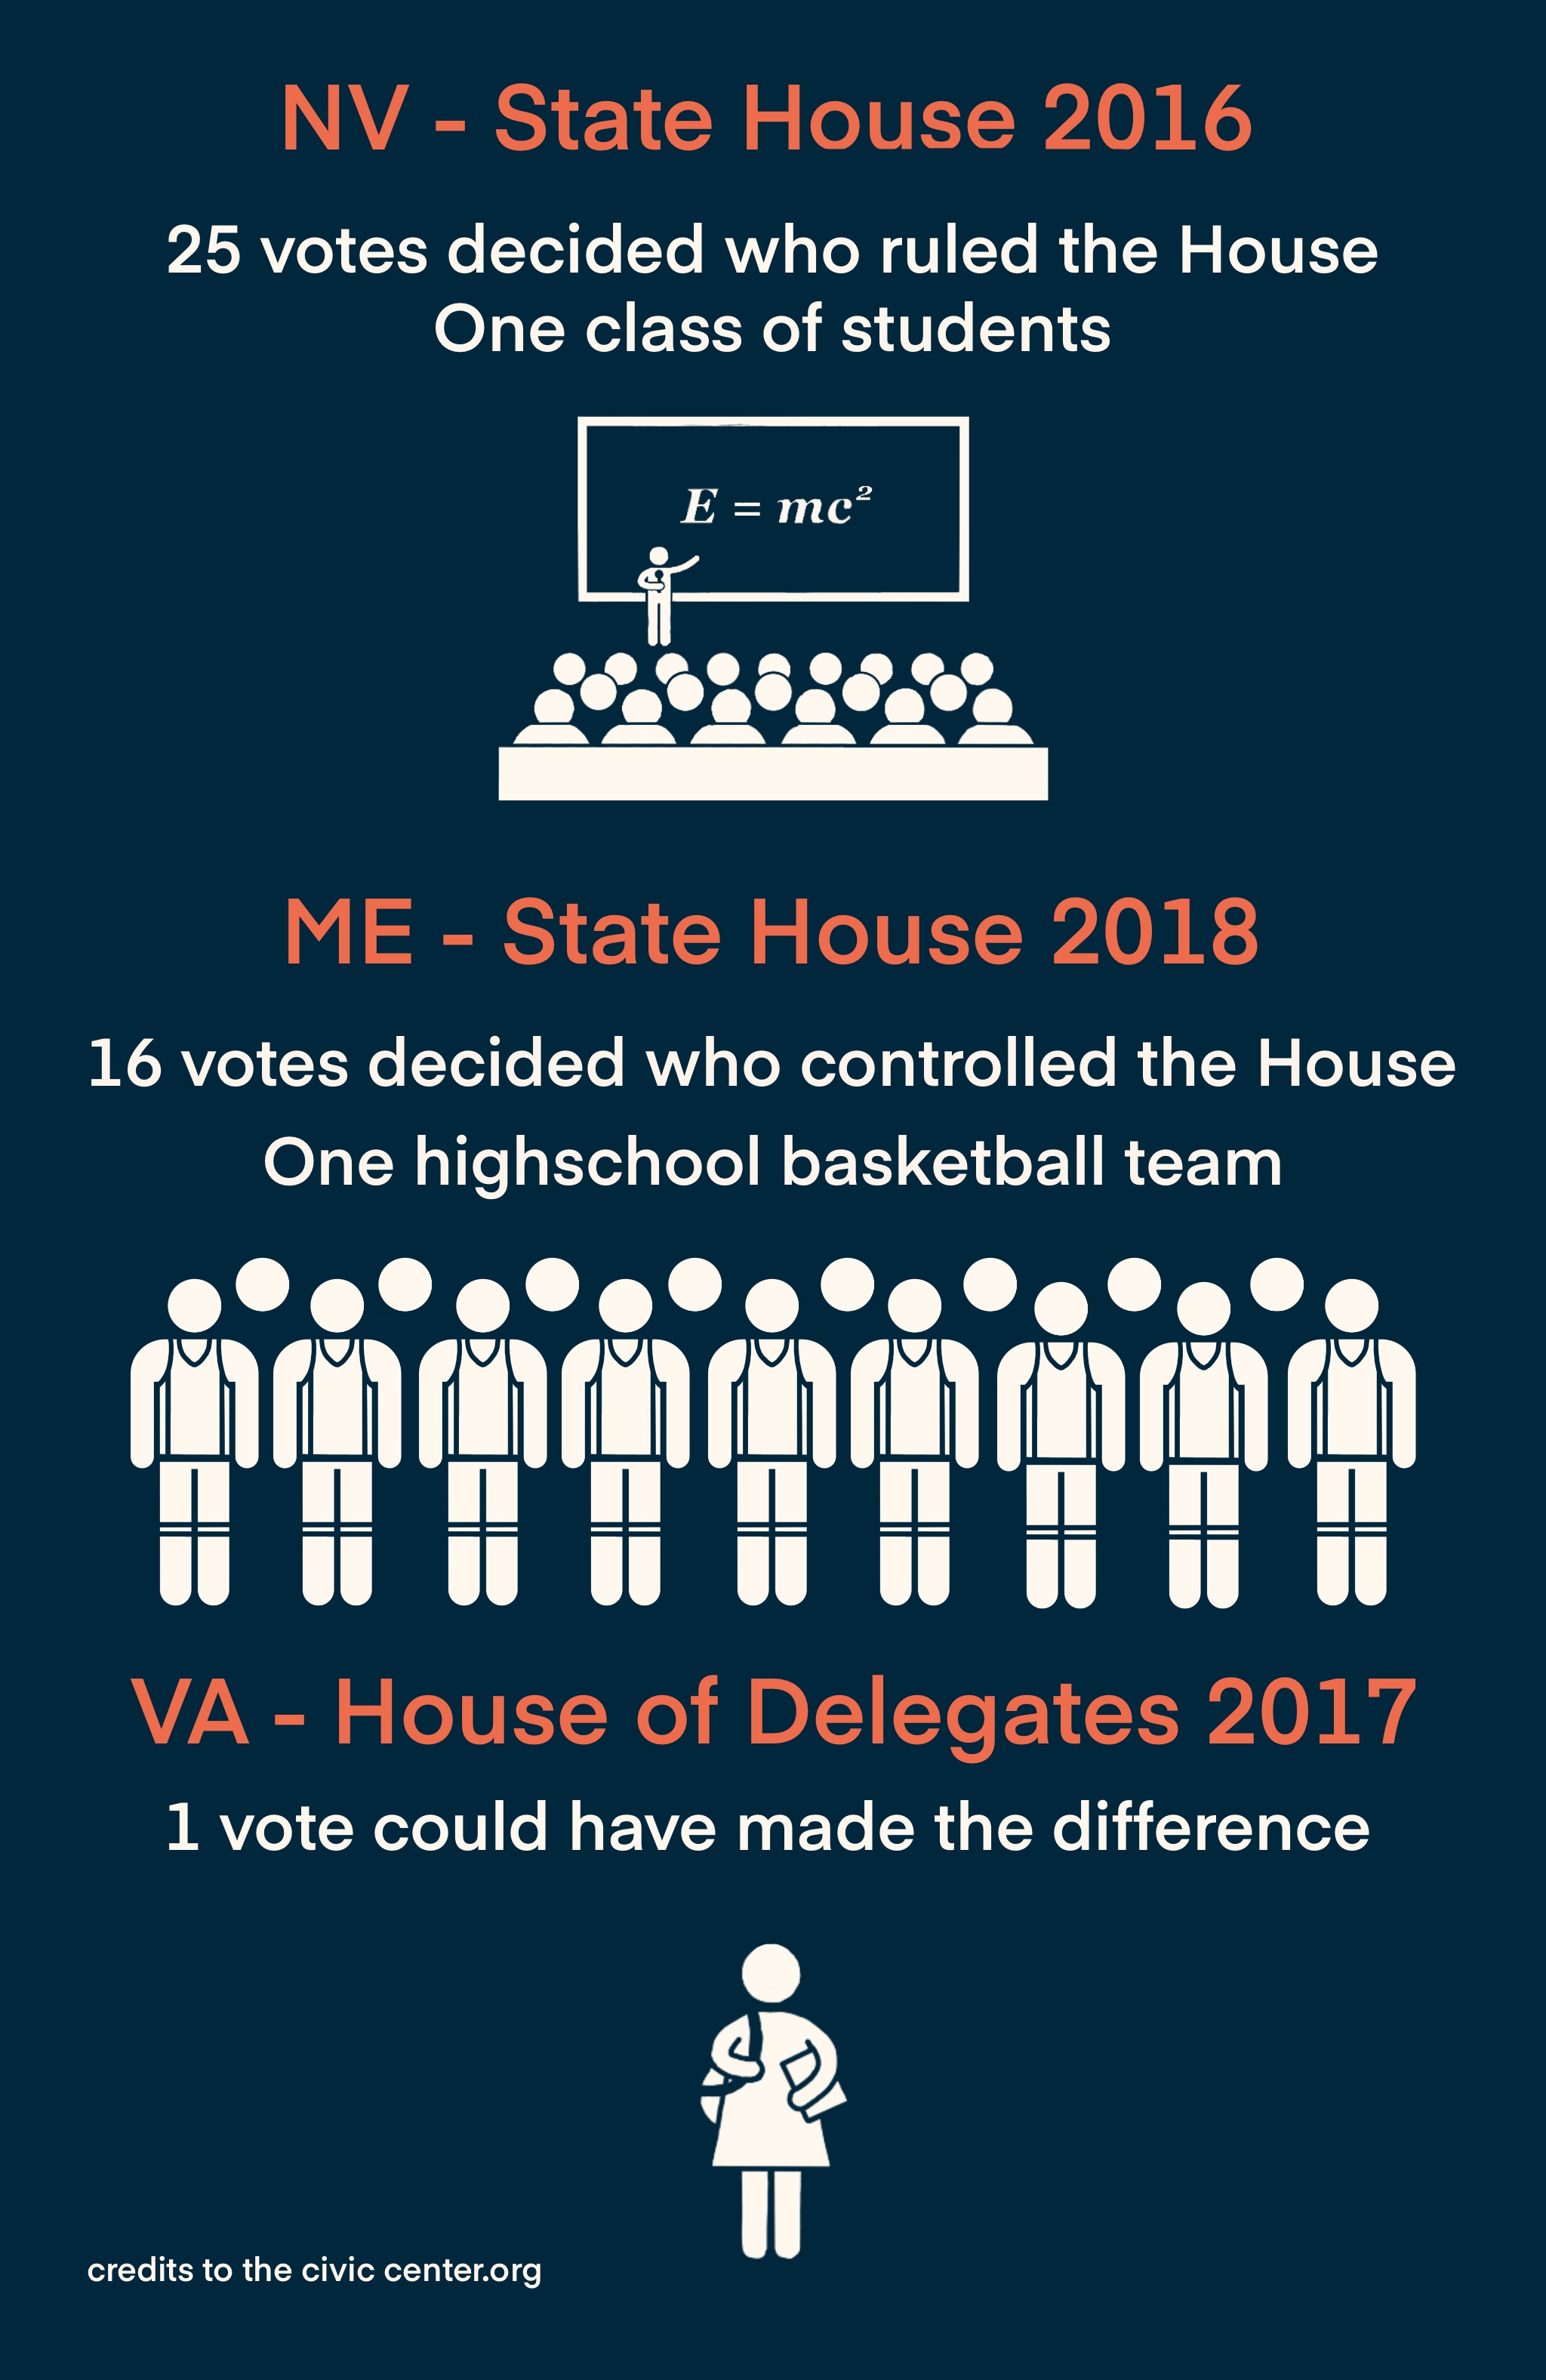 NV - State House 2016
25 votes decided who ruled the House
One class of students
E = mc²
ME - State House 2018
16 votes decided who controlled the House
One highschool basketball team
VA - House of Delegates 2017
1 vote could have made the difference
credits to the civic center.org